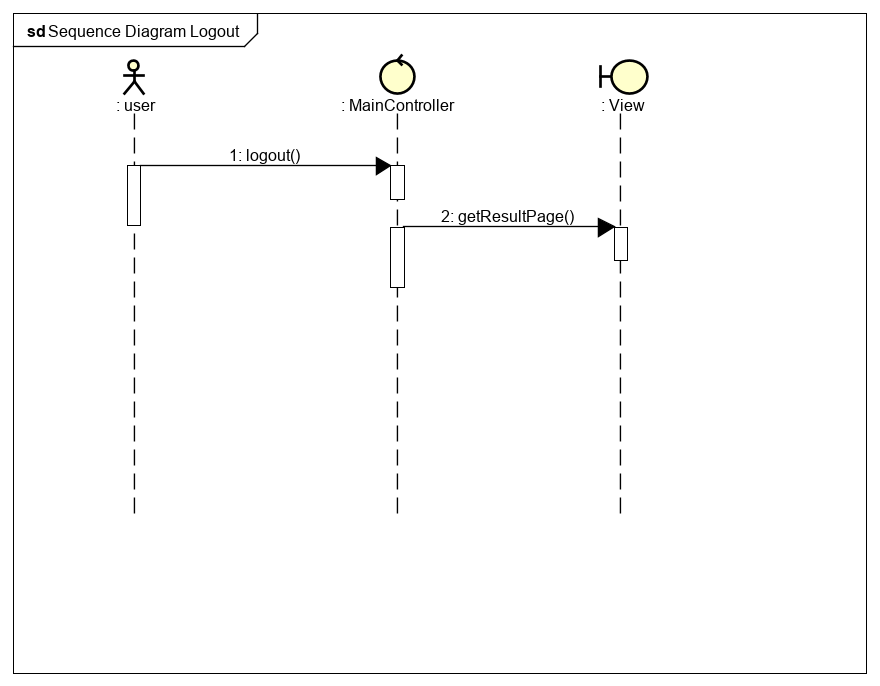 sd Sequence Diagram Logout
: user
: MainController
: View
1: logout()
2: getResultPage()